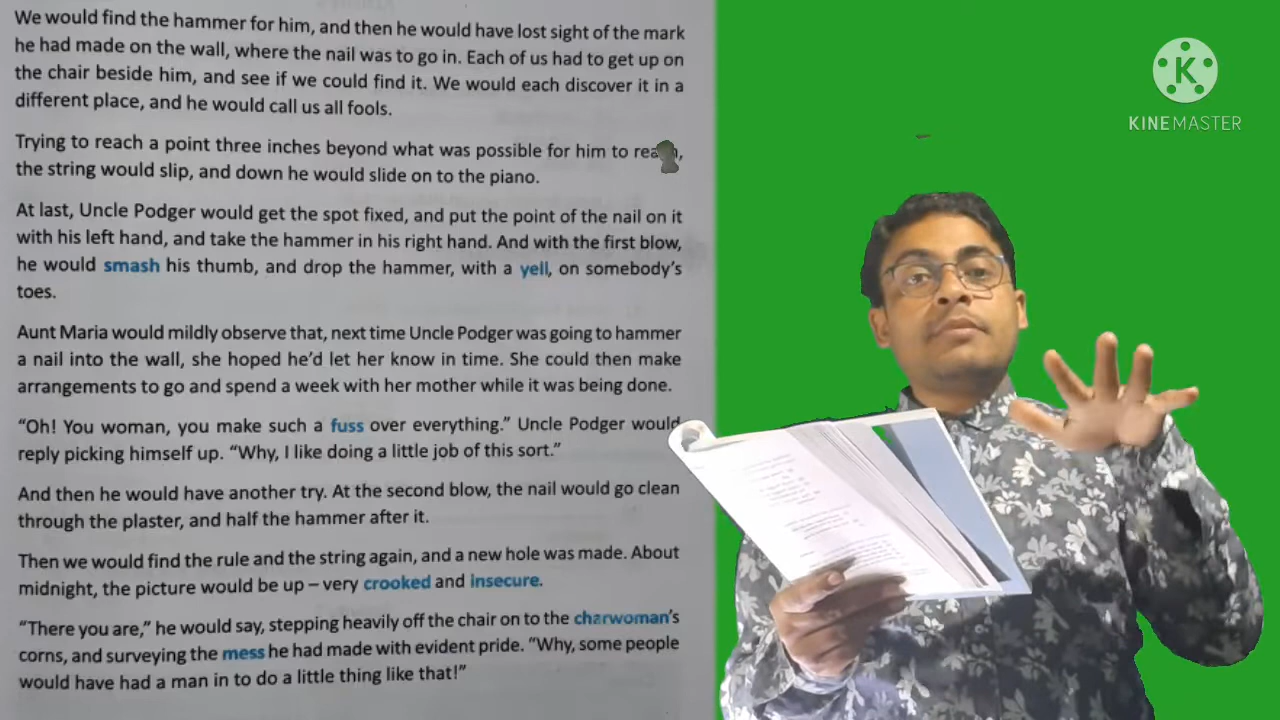 We would find the hammer for him, and then he would have lost sight of the mark
he had made on the wall, where the nail was to go in. Each of us had to get up on
the chair beside him, and see if we could find it. We would each discover it in a
different place, and he would call us all fools.
Trying to reach a point three inches beyond what was possible for him to
the string would slip, and down he would slide on to the piano.
At last, Uncle Podger would get the spot fixed, and put the point of the nail on it
with his left hand, and take the hammer in his right hand. And with the first blow,
he would smash his thumb, and drop the hammer, with a yell, on somebody's
toes.
Aunt Maria would mildly observe that, next time Uncle Podger was going to hammer
a nail into the wall, she hoped he'd let her know in time. She could then make
arrangements to go and spend a week with her mother while it was being done.
"Oh! You woman, you make such a fuss over everything." Uncle Podger would
reply picking himself up. "Why, I like doing a little job of this sort."
And then he would have another try. At the second blow, the nail would go clean
through the plaster, and half the hammer after it.
Then we would find the rule and the string again, and a new hole was made. About
midnight, the picture would be up – very crooked and insecure.
"There you are," he would say, stepping heavily off the chair on to the charwoman's
corns, and surveying the mess he had made with evident pride. "Why, some people
would have had a man in to do a little thing like that!"
K
KINEMASTER